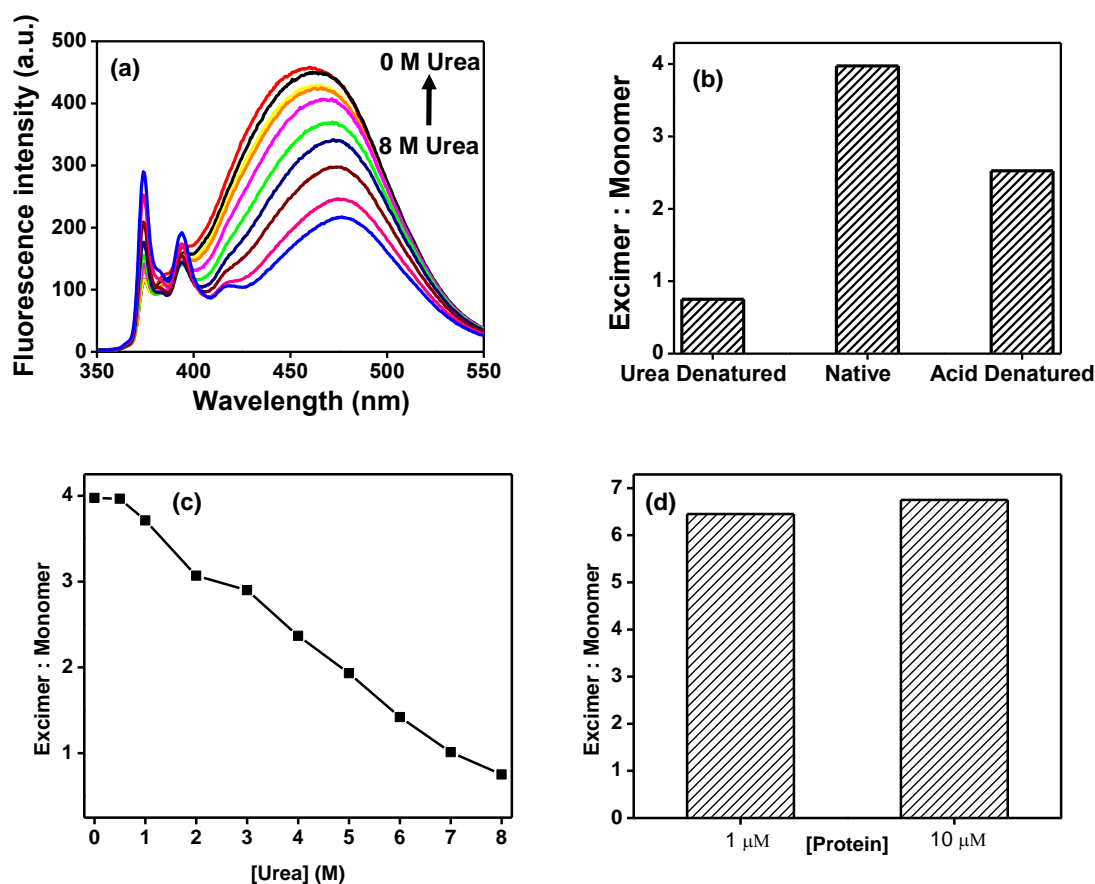 (a)
0 M Urea
8 M Urea
500
400
300
200
100
0
350 400 450 500 550
Fluorescence intensity (a.u.)
Wavelength (nm)
(b)
4
3
2
1
0
Urea Denatured Native Acid Denatured
Excimer : Monomer
(c)
4
3
2
1
0 1 2 3 4 5 6 7 8
Excimer : Monomer
[Urea] (M)
(d)
7
6
5
4
3
2
1
0
1 μM [Protein] 10 μM
Excimer : Monomer